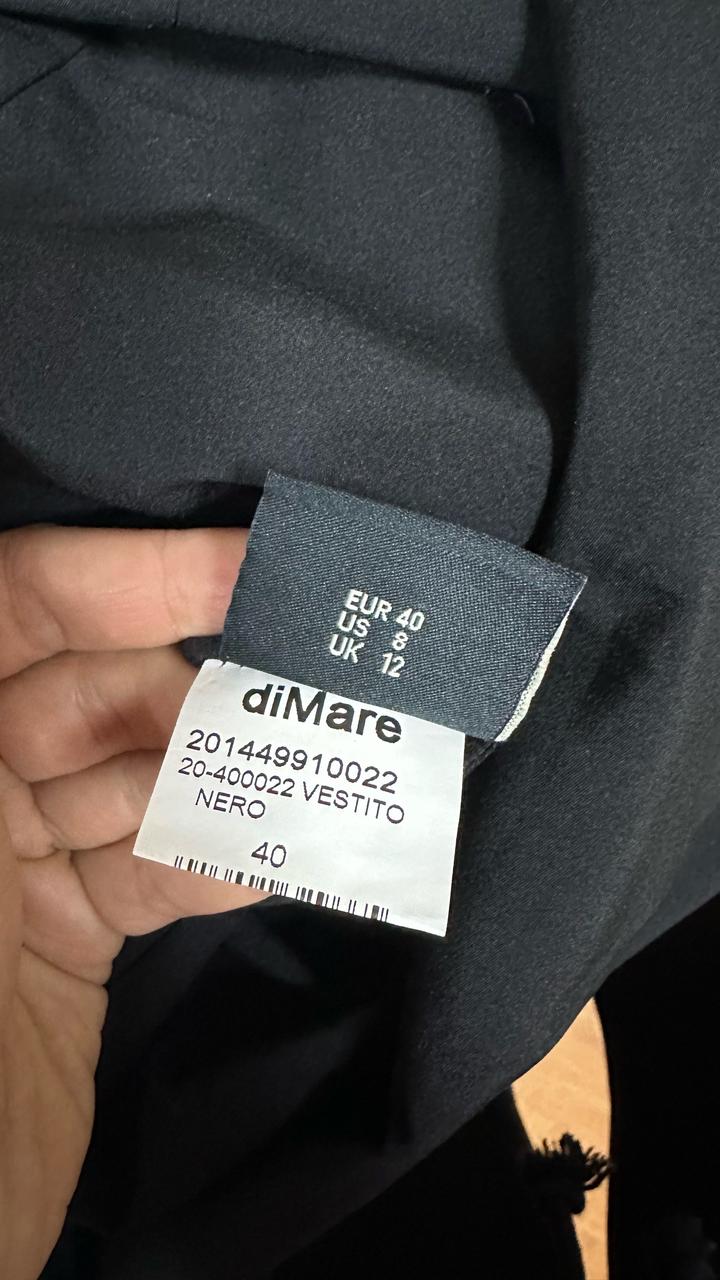 EUR 40
US 8
UK 12
diMare
201449910022
20-400022 VESTITO
NERO
40